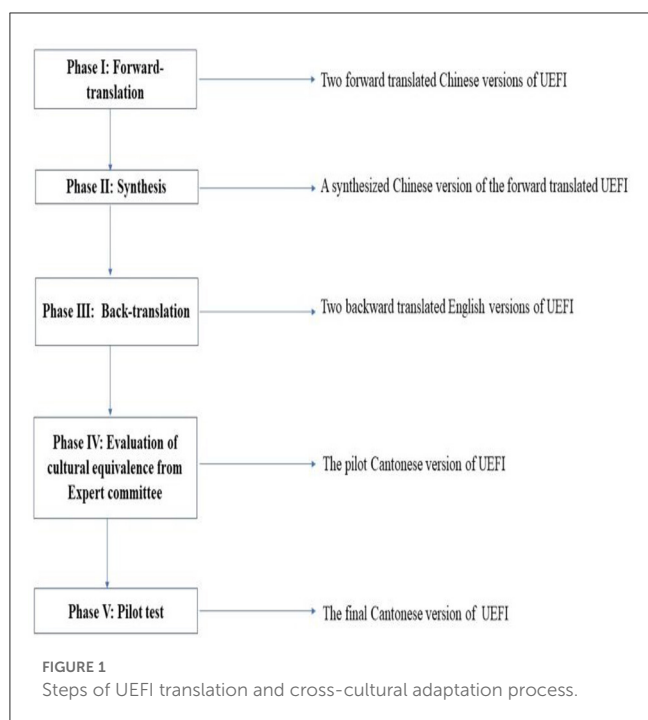 Phase I: Forward-
translation
Two forward translated Chinese versions of UEFI
Phase II: Synthesis
A synthesized Chinese version of the forward translated UEFI
Phase III: Back-translation
Two backward translated English versions of UEFI
Phase IV: Evaluation of
cultural equivalence from
Expert committee
The pilot Cantonese version of UEFI
Phase V: Pilot test
The final Cantonese version of UEFI
FIGURE 1
Steps of UEFI translation and cross-cultural adaptation process.